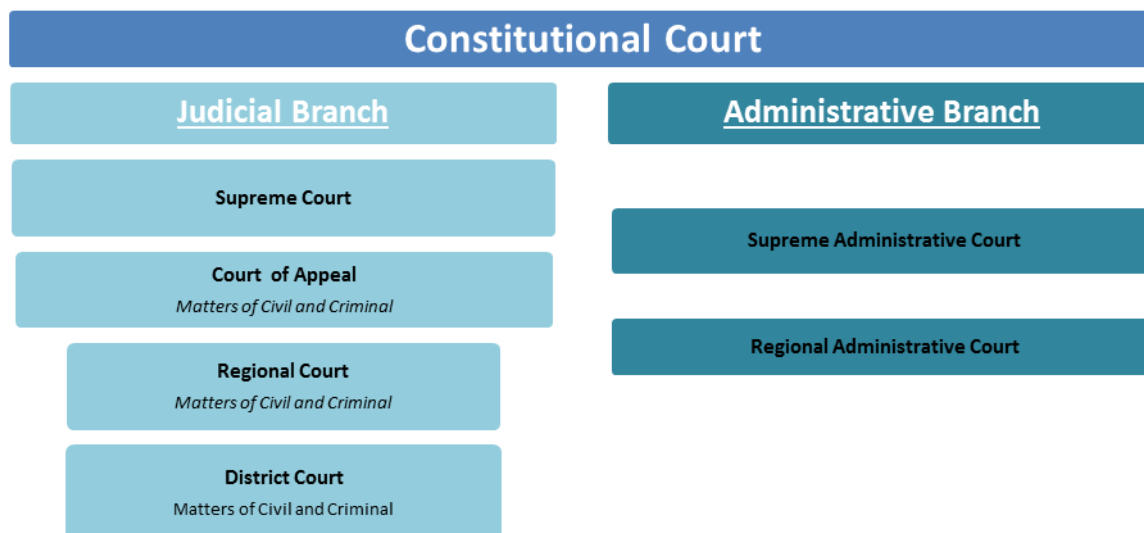 Constitutional Court
Judicial Branch
Supreme Court
Court of Appeal
Matters of Civil and Criminal
Regional Court
Matters of Civil and Criminal
District Court
Matters of Civil and Criminal
Administrative Branch
Supreme Administrative Court
Regional Administrative Court